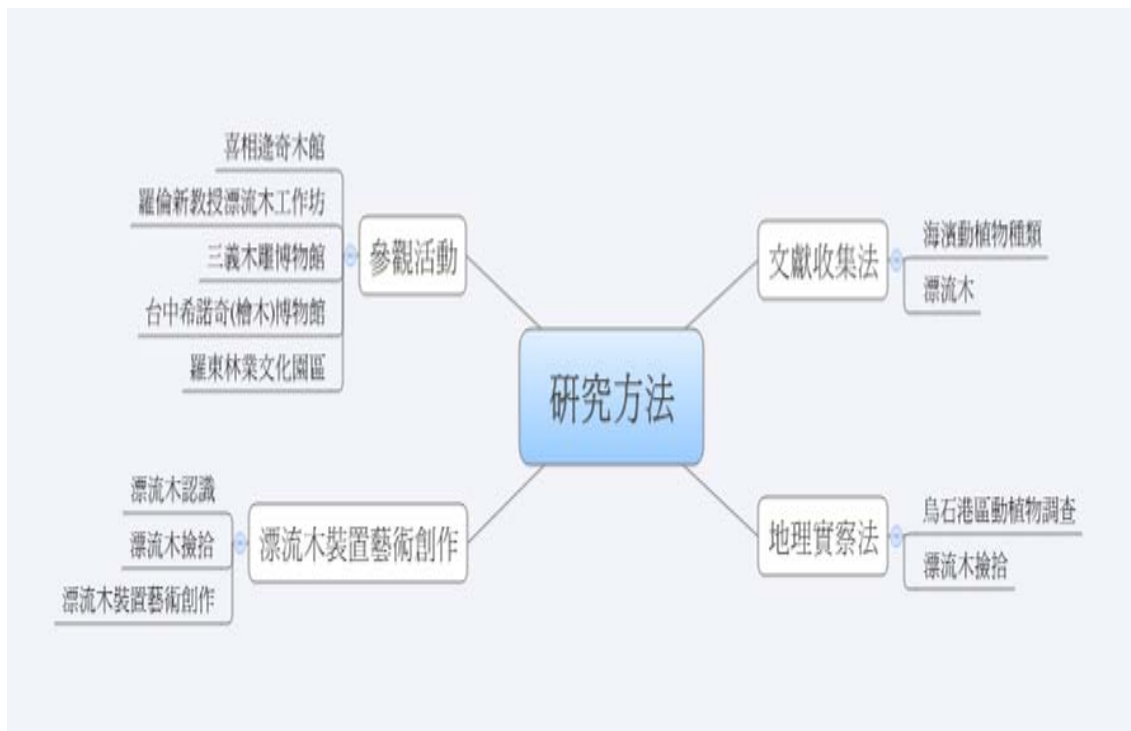 研究方法
文獻收集法
海濱動植物種類
漂流木
地理實察法
烏石港區動植物調查
漂流木撿拾
參觀活動
喜相逢奇木館
羅倫新教授漂流木工作坊
三義木雕博物館
台中希諾奇(檜木)博物館
羅東林業文化園區
漂流木裝置藝術創作
漂流木認識
漂流木撿拾
漂流木裝置藝術創作